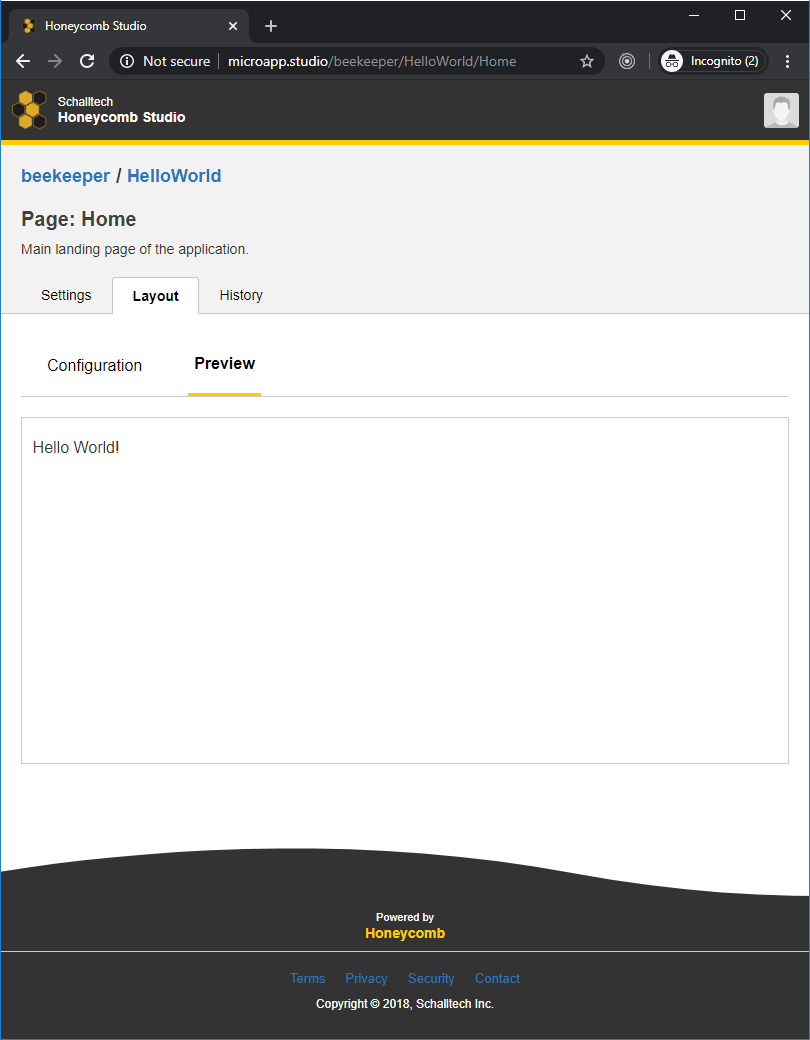 Honeycomb Studio
Not secure microapp.studio/beekeeper/HelloWorld/Home Incognito (2)
Schalltech
Honeycomb Studio
beekeeper / HelloWorld
Page: Home
Main landing page of the application.
Settings Layout History
Configuration Preview
Hello World!
Powered by
Honeycomb
Terms Privacy Security Contact
Copyright © 2018, Schalltech Inc.